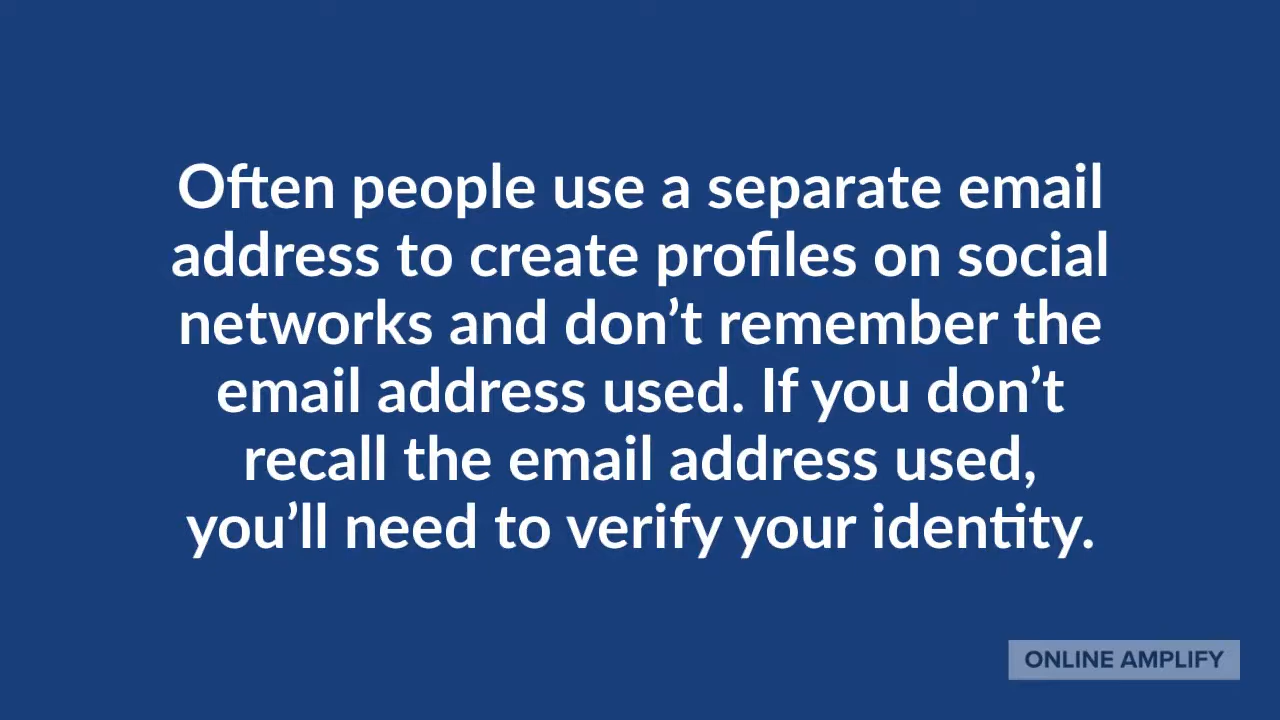 Often people use a separate email
address to create profiles on social
networks and don’t remember the
email address used. If you don’t
recall the email address used,
you’ll need to verify your identity.
ONLINE AMPLIFY